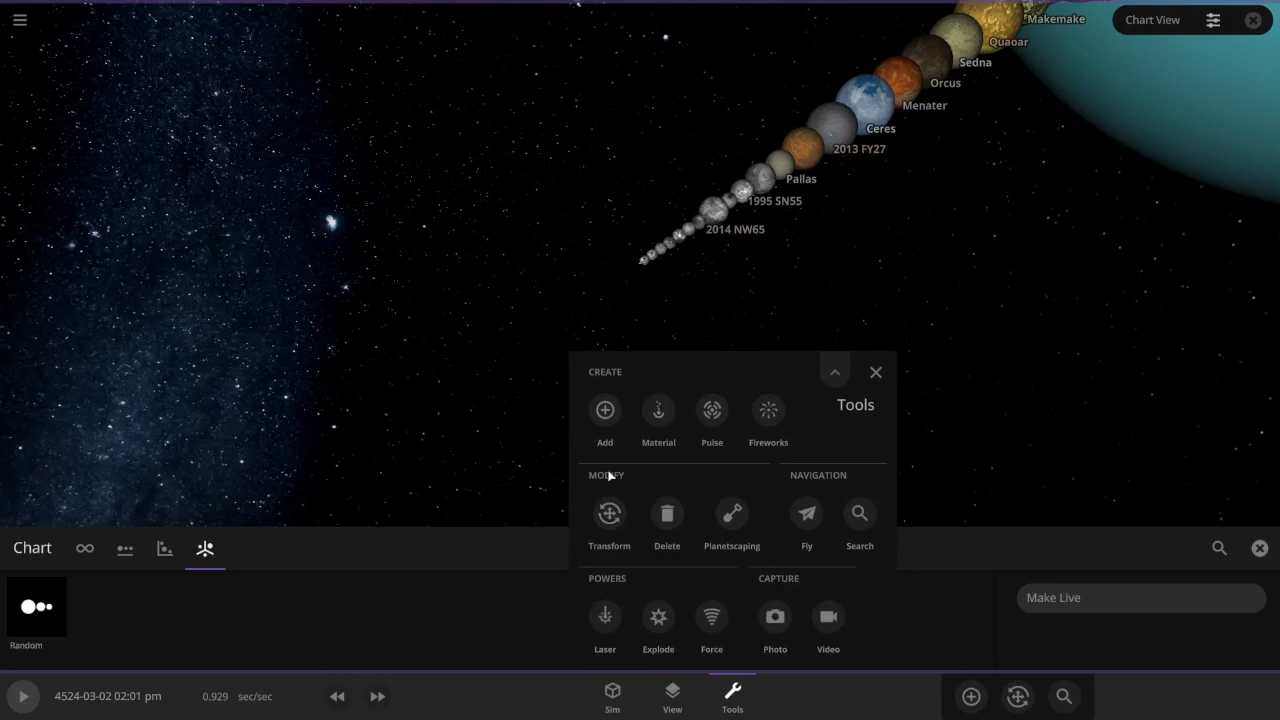 Chart View
Makemake
Quaoar
Sedna
Orcus
Menater
Ceres
2013 FY27
Pallas
1995 SN55
2014 NW65
CREATE
Tools
Add
Material
Pulse
Fireworks
MODIFY
NAVIGATION
Transform
Delete
Planetscaping
Fly
Search
POWERS
CAPTURE
Laser
Explode
Force
Photo
Video
Chart
Random
Make Live
4524-03-02 02:01 pm
0.929 sec/sec
Sim
View
Tools